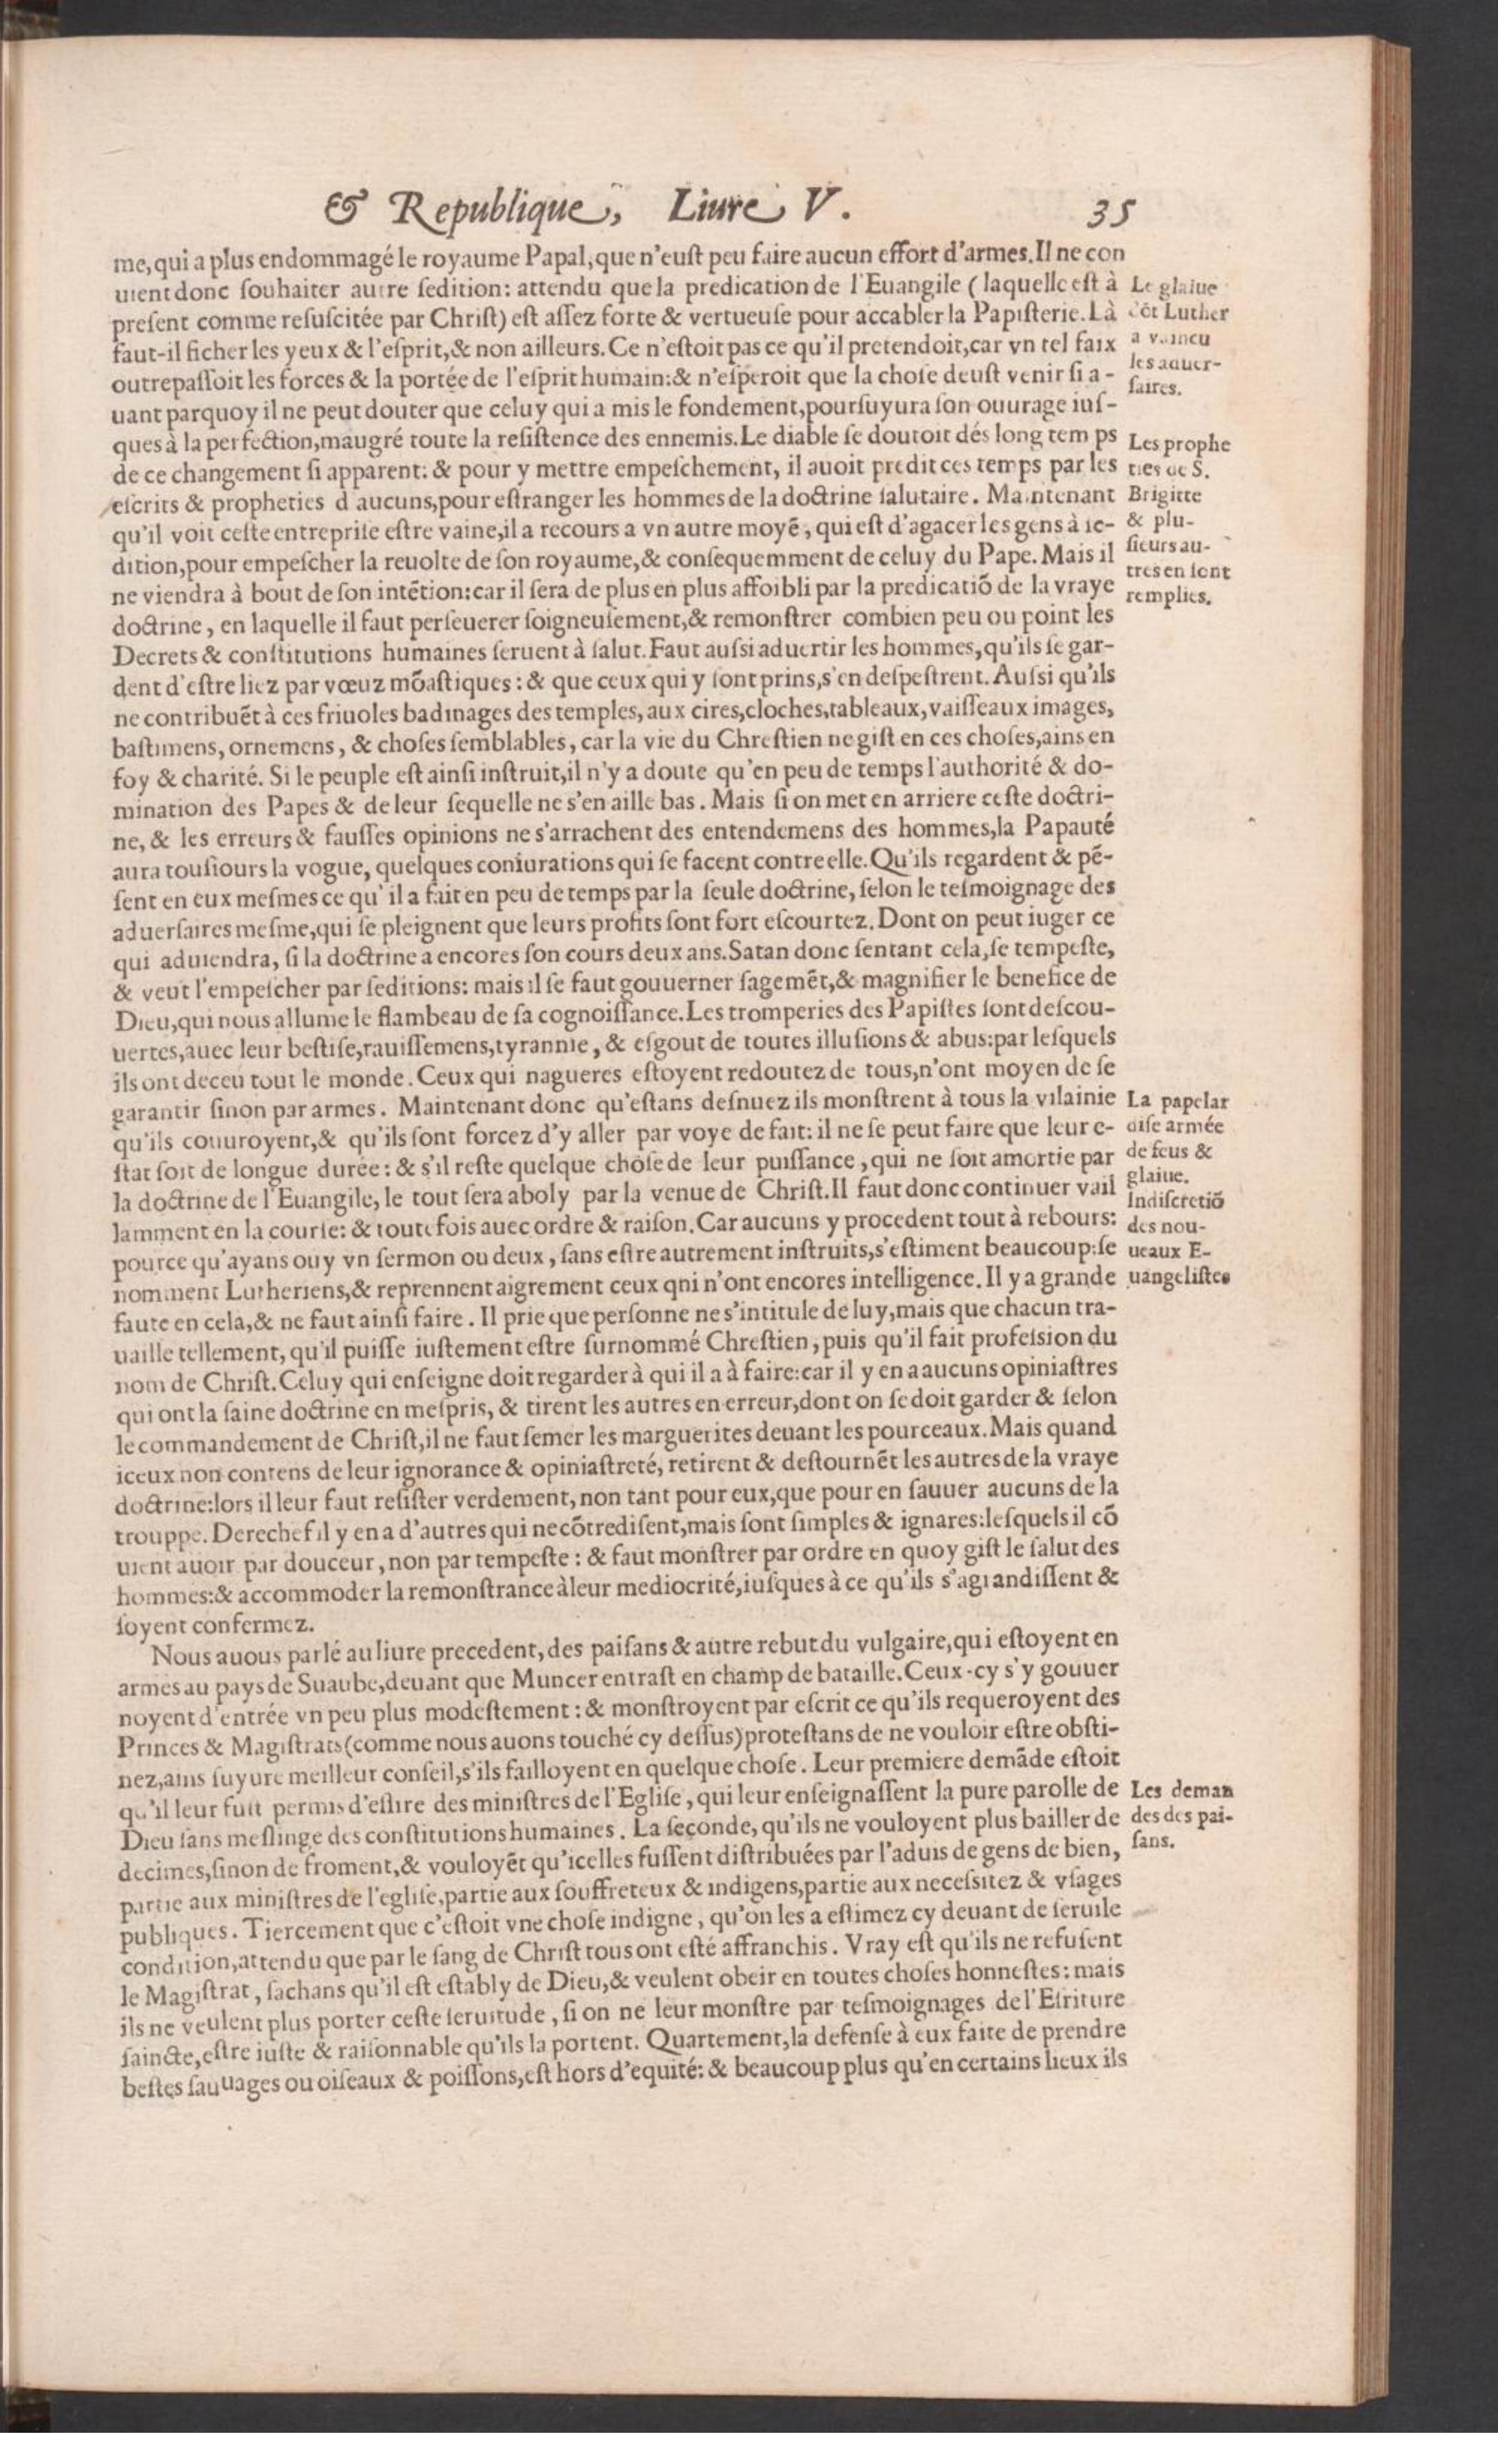 & Republique, Liure V. 35
me, qui a plus endommagé le royaume Papal, que n'euſt peu faire aucun effort d'armes. Il ne con
uient donc ſouhaiter autre ſedition: attendu que la predication de l'Euangile (laquelle eſt à
preſent comme reſuſcitée par Chriſt) eſt aſſez forte & vertueuſe pour accabler la Papiſterie. Là
faut-il ficher les yeux & l'eſprit, & non ailleurs. Ce n'eſtoit pas ce qu'il pretendoit, car vn tel faix
outrepaſſoit les forces & la portée de l'eſprit humain: & n'eſperoit que la choſe deuſt venir ſi a-
uant parquoy il ne peut douter que celuy qui a mis le fondement, pourſuyura ſon ouurage iuſ-
ques à la perfection, maugré toute la reſiſtence des ennemis. Le diable ſe doutoit dés long temps
de ce changement ſi apparent: & pour y mettre empeſchement, il auoit predit ces temps par les
eſcrits & propheties d'aucuns, pour eſtranger les hommes de la doctrine ſalutaire. Maintenant
qu'il voit ceſte entrepriſe eſtre vaine, il a recours a vn autre moyẽ, qui eſt d'agacer les gens à ſe-
dition, pour empeſcher la reuolte de ſon royaume, & conſequemment de celuy du Pape. Mais il
ne viendra à bout de ſon intẽtion: car il ſera de plus en plus affoibli par la predicatiõ de la vraye
doctrine, en laquelle il faut perſeuerer ſoigneuſement, & remonſtrer combien peu ou point les
Decrets & conſtitutions humaines ſeruent à ſalut. Faut auſsi aduertir les hommes, qu'ils ſe gar-
dent d'eſtre liez par vœuz mõaſtiques: & que ceux qui y ſont prins, s'en deſpeſtrent. Auſsi qu'ils
ne contribuẽt à ces friuoles badinages des temples, aux cires, cloches, tableaux, vaiſſeaux images,
baſtimens, ornemens, & choſes ſemblables, car la vie du Chreſtien ne giſt en ces choſes, ains en
foy & charité. Si le peuple eſt ainſi inſtruit, il n'y a doute qu'en peu de temps l'authorité & do-
mination des Papes & de leur ſequelle ne s'en aille bas. Mais ſi on met en arriere ceſte doctri-
ne, & les erreurs & fauſſes opinions ne s'arrachent des entendemens des hommes, la Papauté
aura touſiours la vogue, quelques coniurations qui ſe facent contre elle. Qu'ils regardent & pẽ-
ſent en eux meſmes ce qu'il a fait en peu de temps par la ſeule doctrine, ſelon le teſmoignage des
aduerſaires meſme, qui ſe pleignent que leurs profits ſont fort eſcourtez. Dont on peut iuger ce
qui aduiendra, ſi la doctrine a encores ſon cours deux ans. Satan donc ſentant cela, ſe tempeſte,
& veut l'empeſcher par ſeditions: mais il ſe faut gouuerner ſagemẽt, & magnifier le benefice de
Dieu, qui nous allume le flambeau de ſa cognoiſſance. Les tromperies des Papiſtes ſont deſcou-
uertes, auec leur beſtiſe, rauiſſemens, tyrannie, & eſgout de toutes illuſions & abus: par leſquels
ils ont deceu tout le monde. Ceux qui nagueres eſtoyent redoutez de tous, n'ont moyen de ſe
garantir ſinon par armes. Maintenant donc qu'eſtans deſnuez ils monſtrent à tous la vilainie
qu'ils couuroyent, & qu'ils ſont forcez d'y aller par voye de fait: il ne ſe peut faire que leur e-
ſtat ſoit de longue durée: & s'il reſte quelque choſe de leur puiſſance, qui ne ſoit amortie par
la doctrine de l'Euangile, le tout ſera aboly par la venue de Chriſt. Il faut donc continuer vail
lamment en la courſe: & toutefois auec ordre & raiſon. Car aucuns y procedent tout à rebours:
pource qu'ayans ouy vn ſermon ou deux, ſans eſtre autrement inſtruits, s'eſtiment beaucoup: ſe
nomment Lutheriens, & reprennent aigrement ceux qni n'ont encores intelligence. Il y a grande
faute en cela, & ne faut ainſi faire. Il prie que perſonne ne s'intitule de luy, mais que chacun tra-
uaille tellement, qu'il puiſſe iuſtement eſtre ſurnommé Chreſtien, puis qu'il fait profeſsion du
nom de Chriſt. Celuy qui enſeigne doit regarder à qui il a à faire: car il y en a aucuns opiniaſtres
qui ont la ſaine doctrine en meſpris, & tirent les autres en erreur, dont on ſe doit garder & ſelon
le commandement de Chriſt, il ne faut ſemer les marguerites deuant les pourceaux. Mais quand
iceux non contens de leur ignorance & opiniaſtreté, retirent & deſtournẽt les autres de la vraye
doctrine: lors il leur faut reſiſter verdement, non tant pour eux, que pour en ſauuer aucuns de la
trouppe. Derechef il y en a d'autres qui ne cõtrediſent, mais ſont ſimples & ignares: leſquels il cõ
uient auoir par douceur, non par tempeſte: & faut monſtrer par ordre en quoy giſt le ſalut des
hommes: & accommoder la remonſtrance à leur mediocrité, iuſques à ce qu'ils s'agrandiſſent &
ſoyent confermez.
Nous auous parlé au liure precedent, des paiſans & autre rebut du vulgaire, qui eſtoyent en
armes au pays de Suaube, deuant que Muncer entraſt en champ de bataille. Ceux-cy s'y gouuer
noyent d'entrée vn peu plus modeſtement: & monſtroyent par eſcrit ce qu'ils requeroyent des
Princes & Magiſtrats (comme nous auons touché cy deſſus) proteſtans de ne vouloir eſtre obſti-
nez, ains ſuyure meilleur conſeil, s'ils failloyent en quelque choſe. Leur premiere demãde eſtoit
qu'il leur fuſt permis d'eſlire des miniſtres de l'Egliſe, qui leur enſeignaſſent la pure parolle de
Dieu ſans meſlinge des conſtitutions humaines. La ſeconde, qu'ils ne vouloyent plus bailler de
decimes, ſinon de froment, & vouloyẽt qu'icelles fuſſent diſtribuées par l'aduis de gens de bien,
partie aux miniſtres de l'egliſe, partie aux ſouffreteux & indigens, partie aux neceſsitez & vſages
publiques. Tiercement que c'eſtoit vne choſe indigne, qu'on les a eſtimez cy deuant de ſeruile
condition, attendu que par le ſang de Chriſt tous ont eſté affranchis. Vray eſt qu'ils ne refuſent
le Magiſtrat, ſachans qu'il eſt eſtably de Dieu, & veulent obeir en toutes choſes honneſtes: mais
ils ne veulent plus porter ceſte ſeruitude, ſi on ne leur monſtre par teſmoignages de l'Eſriture
ſaincte, eſtre iuſte & raiſonnable qu'ils la portent. Quartement, la defenſe à eux faite de prendre
beſtes ſauuages ou oiſeaux & poiſſons, eſt hors d'equité: & beaucoup plus qu'en certains lieux ils
Le glaiue
dõt Luther
a vaincu
les aduer-
ſaires.
Les prophe
ties de S.
Brigitte
& plu-
ſieurs au-
tres en ſont
remplies.
La papelar
diſe armée
de feus &
glaiue.
Indiſcretiõ
des nou-
ueaux E-
uangeliſtes
Les deman
des des pai-
ſans.